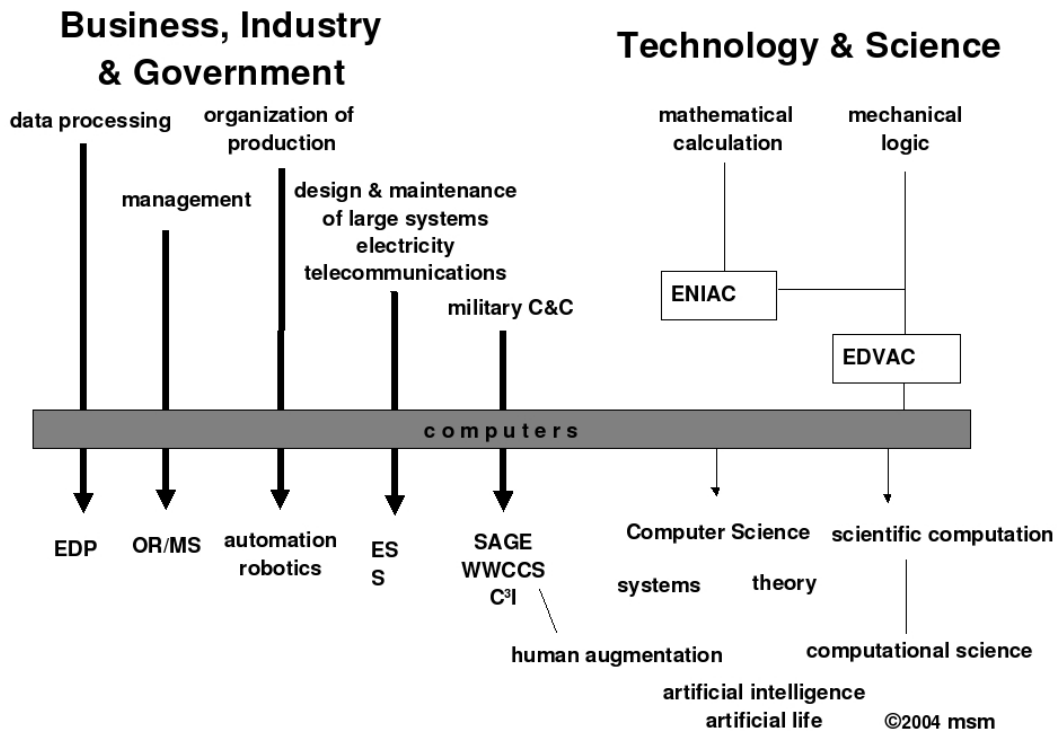 Business, Industry
& Government
Technology & Science
data processing
organization of
production
management
design & maintenance
of large systems
electricity
telecommunications
military C&C
mathematical
calculation
mechanical
logic
ENIAC
EDVAC
computers
EDP
OR/MS
automation
robotics
ES
S
SAGE
WWCCS
C³I
Computer Science
scientific computation
systems
theory
human augmentation
computational science
artificial intelligence
artificial life
©2004 msm